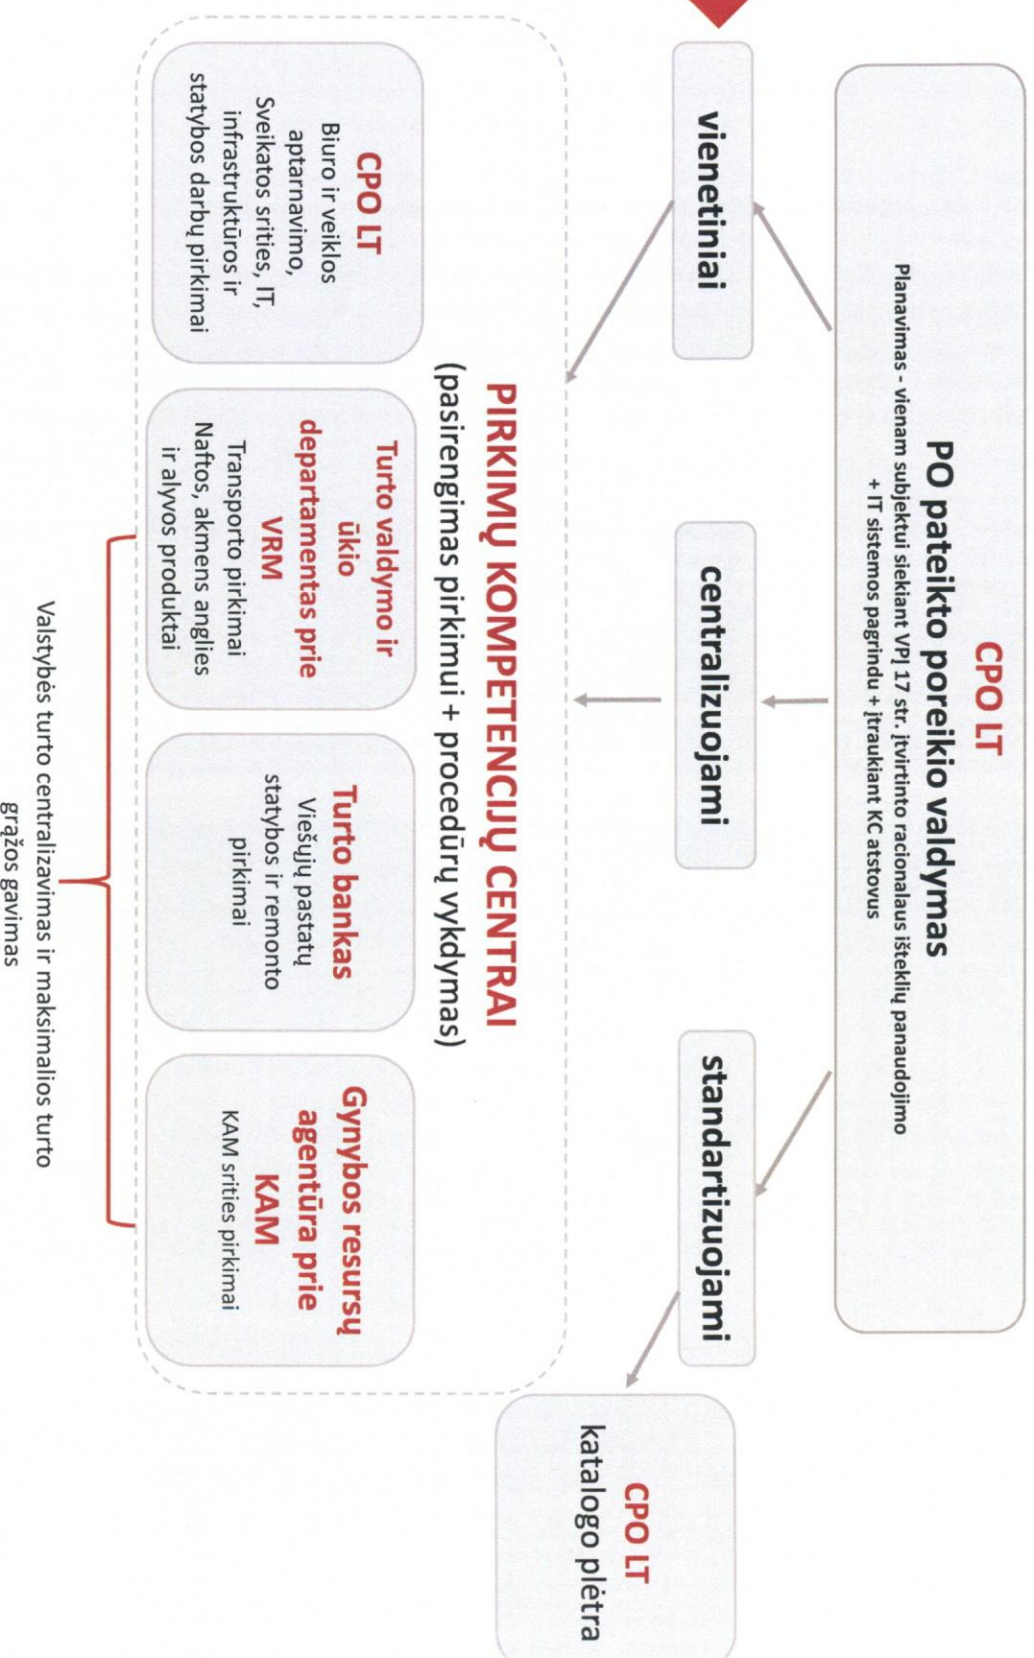 CPO LT
PO pateikto poreikio valdymas
Planavimas - vienam subjektui siekiant VPĮ 17 str. įtvirtinto racionalaus išteklių panaudojimo
+ IT sistemos pagrindu + įtraukiant KC atstovus
vienetiniai
centralizuojami
standartizuojami
CPO LT
katalogo plėtra
PIRKIMŲ KOMPETENCIJŲ CENTRAI
(pasirengimas pirkimui + procedūrų vykdymas)
CPO LT
Biuro ir veiklos
aptarnavimo,
Sveikatos srities, IT,
infrastruktūros ir
statybos darbų pirkimai
Turto valdymo ir
ūkio
departamentas prie
VRM
Transporto pirkimai
Naftos, akmens anglies
ir alyvos produktai
Turto bankas
Viešųjų pastatų
statybos ir remonto
pirkimai
Gynybos resursų
agentūra prie
KAM
KAM srities pirkimai
Valstybės turto centralizavimas ir maksimalios turto
grąžos gavimas